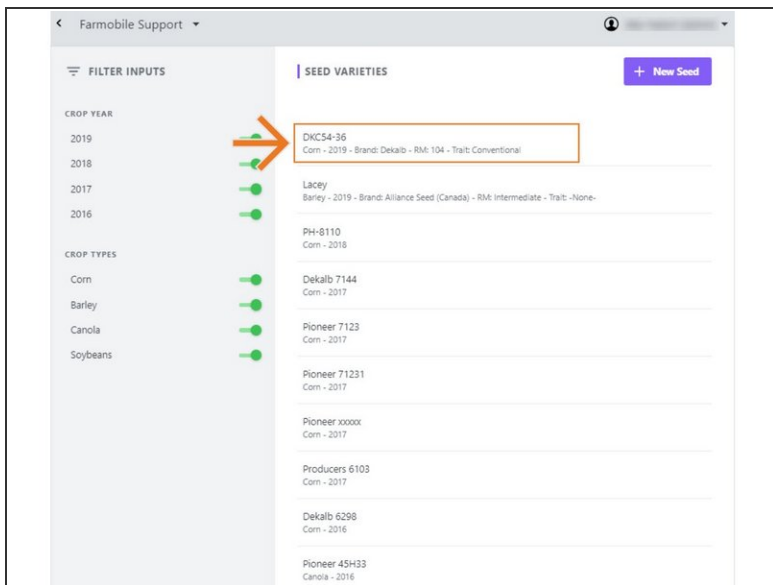 Farmobile Support
FILTER INPUTS
CROP YEAR
2019
2018
2017
2016
CROP TYPES
Corn
Barley
Canola
Soybeans
SEED VARIETIES
+ New Seed
DKC54-36
Corn - 2019 - Brand: Dekalb - RM: 104 - Trait: Conventional
Lacey
Barley - 2019 - Brand: Alliance Seed (Canada) - RM: Intermediate - Trait: -None-
PH-8110
Corn - 2018
Dekalb 7144
Corn - 2017
Pioneer 7123
Corn - 2017
Pioneer 71231
Corn - 2017
Pioneer xxxxx
Corn - 2017
Producers 6103
Corn - 2017
Dekalb 6298
Corn - 2016
Pioneer 45H33
Canola - 2016